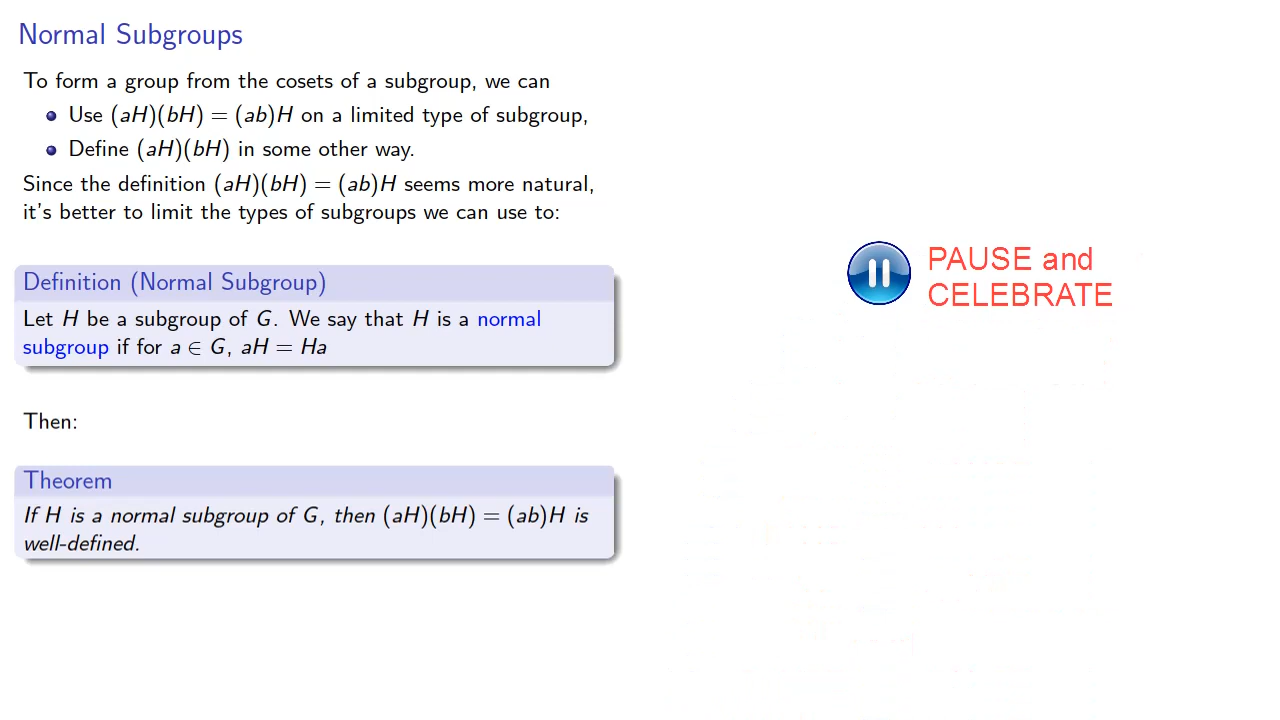 Normal Subgroups
To form a group from the cosets of a subgroup, we can
Use (aH)(bH) = (ab)H on a limited type of subgroup,
Define (aH)(bH) in some other way.
Since the definition (aH)(bH) = (ab)H seems more natural,
it's better to limit the types of subgroups we can use to:
Definition (Normal Subgroup)
Let H be a subgroup of G. We say that H is a normal
subgroup if for a ∈ G, aH = Ha
Then:
Theorem
If H is a normal subgroup of G, then (aH)(bH) = (ab)H is
well-defined.
PAUSE and
CELEBRATE